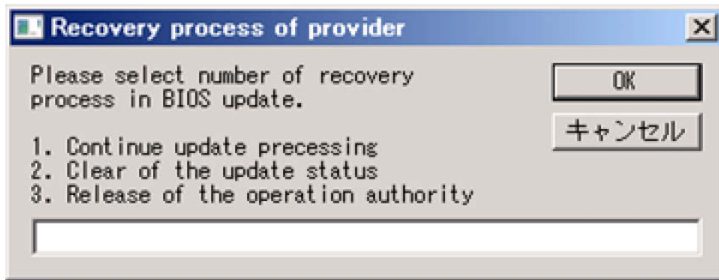 Recovery process of provider
Please select number of recovery
process in BIOS update.
OK
キャンセル
1. Continue update precessing
2. Clear of the update status
3. Release of the operation authority